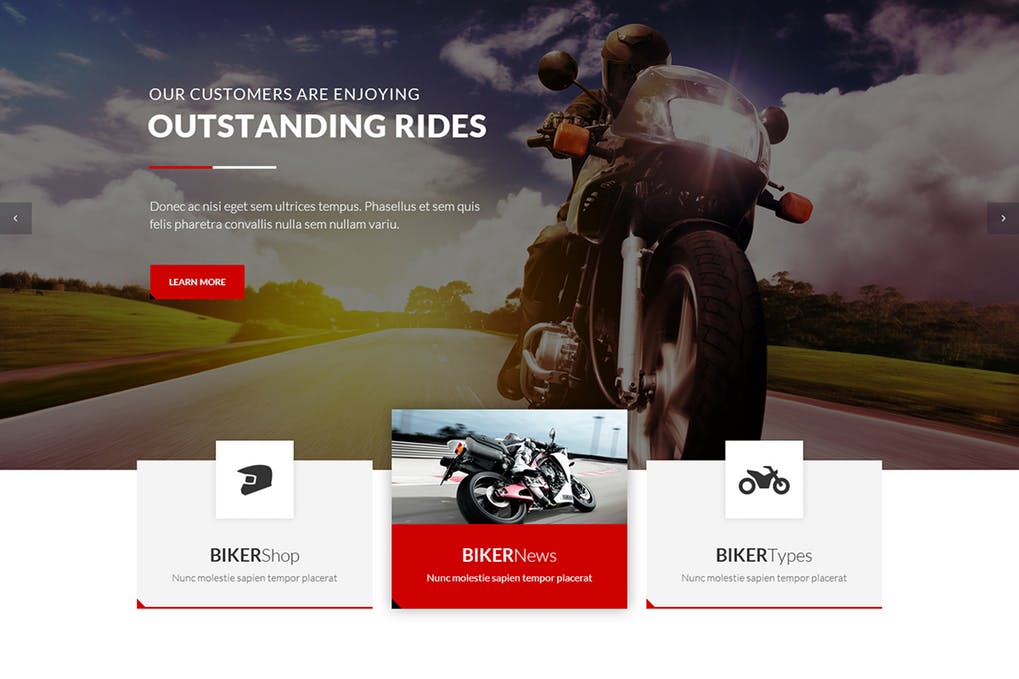 OUR CUSTOMERS ARE ENJOYING
OUTSTANDING RIDES
Donec ac nisi eget sem ultrices tempus. Phasellus et sem quis
felis pharetra convallis nulla sem nullam variu.
LEARN MORE
BIKERShop
Nunc molestie sapien tempor placerat
BIKERNews
Nunc molestie sapien tempor placerat
BIKERTypes
Nunc molestie sapien tempor placerat